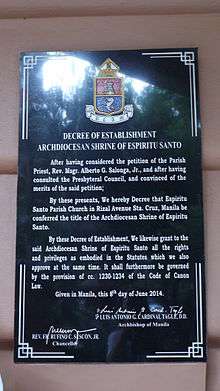 DECREE OF ESTABLISHMENT
ARCHDIOCESAN SHRINE OF ESPIRITU SANTO
After having considered the petition of the Parish
Priest, Rev. Msgr. Alberto G. Salonga, Jr., and after having
consulted the Presbyteral Council, and convinced of the
merits of the said petition;
By these presents, We hereby Decree that Espiritu
Santo Parish Church in Rizal Avenue Sta. Cruz, Manila be
conferred the title of the Archdiocesan Shrine of Espiritu
Santo.
By these Decree of Establishment, We likewise grant to the
said Archdiocesan Shrine of Espiritu Santo all the rights
and privileges as embodied in the Statutes which we also
approve at the same time. It shall furthermore be governed
by the provision of cc. 1230-1234 of the Code of Canon
Law.
Given in Manila, this 8th day of June 2014.
LUIS ANTONIO G. CARDINAL TAGLE, D.D.
Archbishop of Manila
REV. FR. RUFINO C. SESCON, JR.
Chancellor